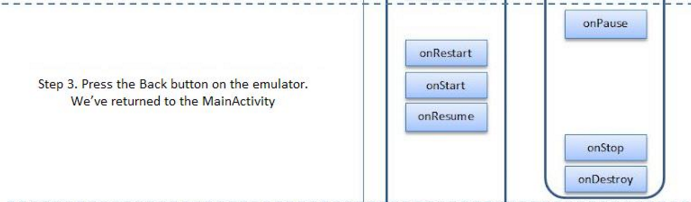 Step 3. Press the Back button on the emulator.
We've returned to the MainActivity
onRestart
onStart
onResume
onPause
onStop
onDestroy